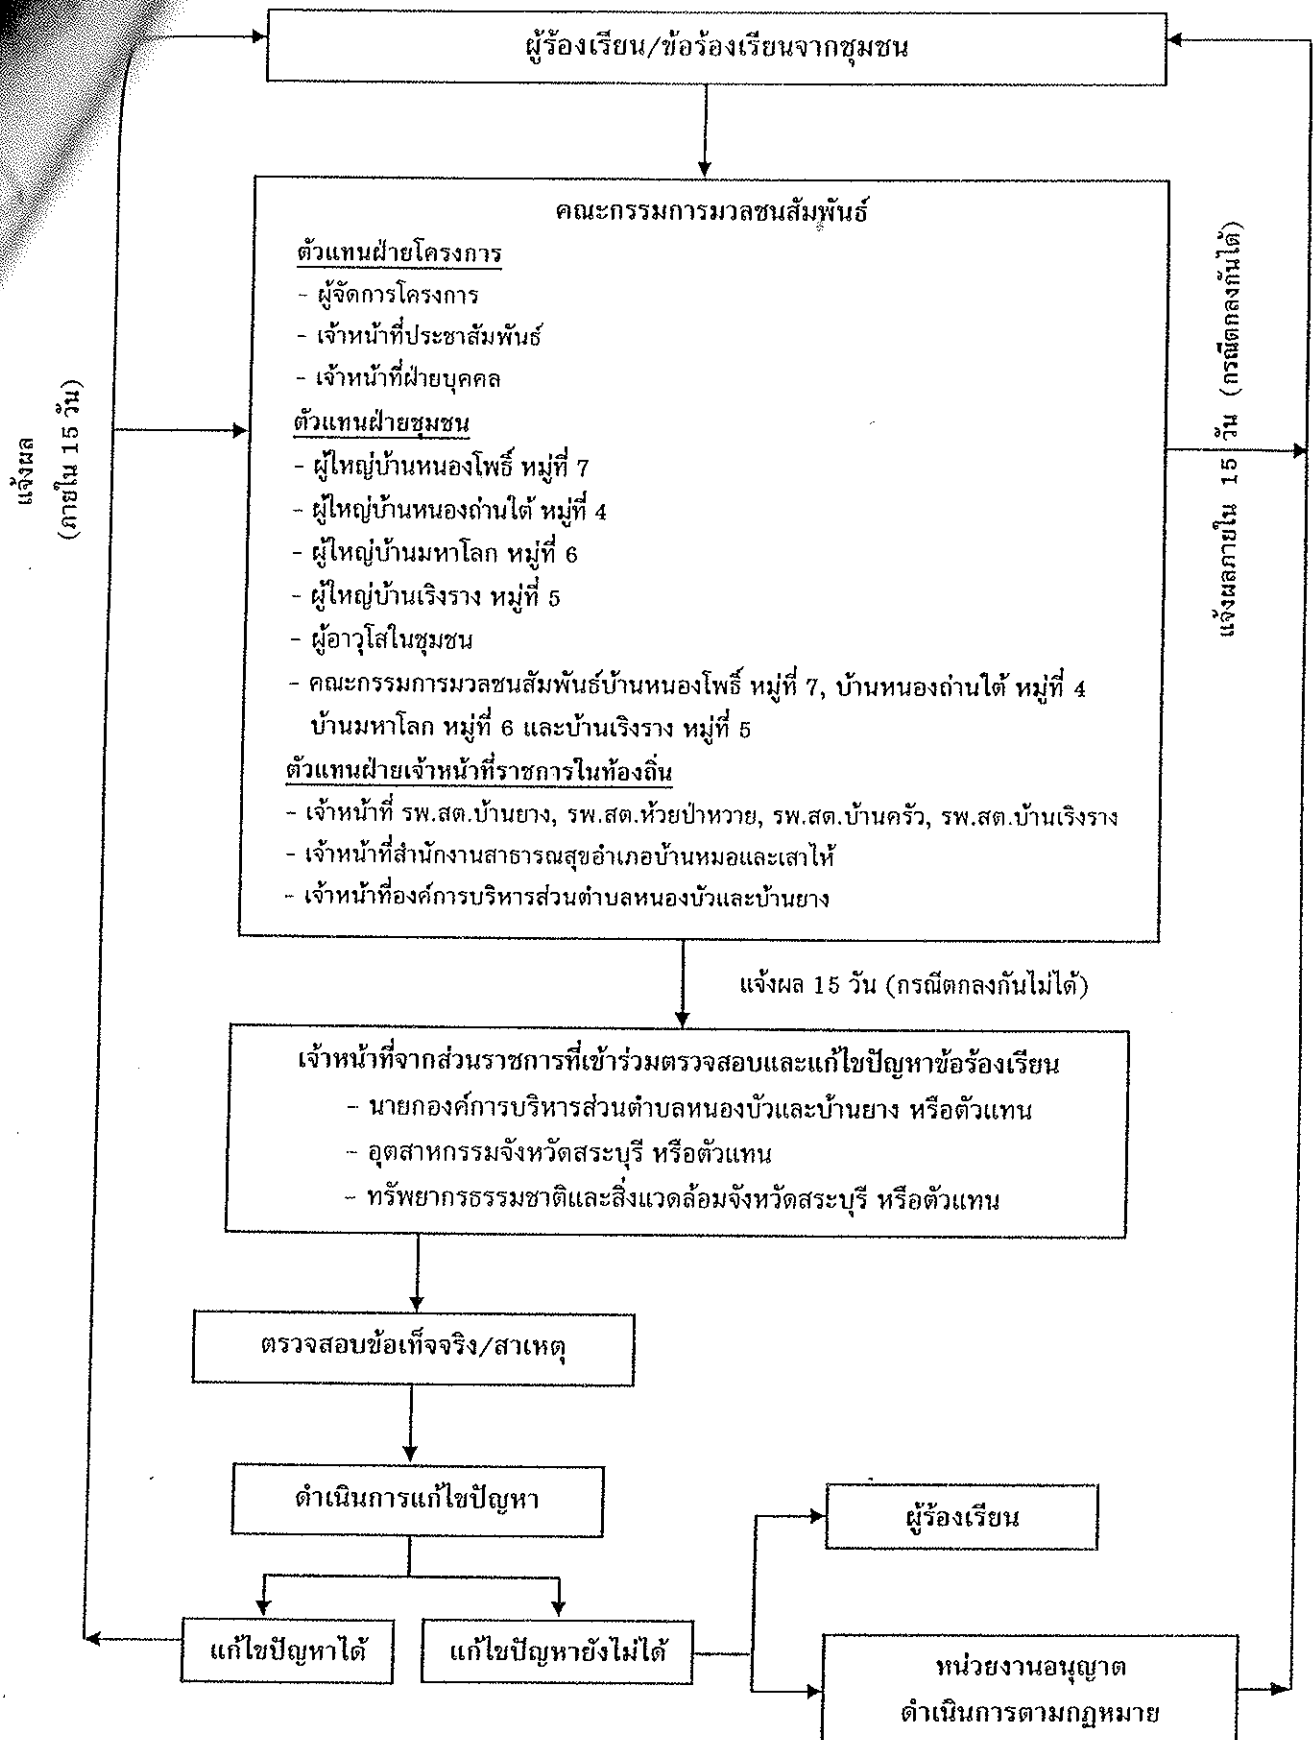 ผู้ร้องเรียน/ข้อร้องเรียนจากชุมชน
คณะกรรมการมวลชนสัมพันธ์
ตัวแทนฝ่ายโครงการ
- ผู้จัดการโครงการ
- เจ้าหน้าที่ประชาสัมพันธ์
- เจ้าหน้าที่ฝ่ายบุคคล
ตัวแทนฝ่ายชุมชน
- ผู้ใหญ่บ้านหนองโพธิ์ หมู่ที่ 7
- ผู้ใหญ่บ้านหนองถ่านใต้ หมู่ที่ 4
- ผู้ใหญ่บ้านมหาโลก หมู่ที่ 6
- ผู้ใหญ่บ้านเริงราง หมู่ที่ 5
- ผู้อาวุโสในชุมชน
- คณะกรรมการมวลชนสัมพันธ์บ้านหนองโพธิ์ หมู่ที่ 7, บ้านหนองถ่านใต้ หมู่ที่ 4
บ้านมหาโลก หมู่ที่ 6 และบ้านเริงราง หมู่ที่ 5
ตัวแทนฝ่ายเจ้าหน้าที่ราชการในท้องถิ่น
- เจ้าหน้าที่ รพ.สต.บ้านยาง, รพ.สต.ห้วยป่าหวาย, รพ.สต.บ้านครัว, รพ.สต.บ้านเริงราง
- เจ้าหน้าที่สำนักงานสาธารณสุขอำเภอบ้านหมอและเสาไห้
- เจ้าหน้าที่องค์การบริหารส่วนตำบลหนองบัวและบ้านยาง
แจ้งผล
(ภายใน 15 วัน)
แจ้งผลภายใน 15 วัน (กรณีตกลงกันได้)
แจ้งผล 15 วัน (กรณีตกลงกันไม่ได้)
เจ้าหน้าที่จากส่วนราชการที่เข้าร่วมตรวจสอบและแก้ไขปัญหาข้อร้องเรียน
- นายกองค์การบริหารส่วนตำบลหนองบัวและบ้านยาง หรือตัวแทน
- อุตสาหกรรมจังหวัดสระบุรี หรือตัวแทน
- ทรัพยากรธรรมชาติและสิ่งแวดล้อมจังหวัดสระบุรี หรือตัวแทน
ตรวจสอบข้อเท็จจริง/สาเหตุ
ดำเนินการแก้ไขปัญหา
ผู้ร้องเรียน
แก้ไขปัญหาได้
แก้ไขปัญหายังไม่ได้
หน่วยงานอนุญาต
ดำเนินการตามกฎหมาย